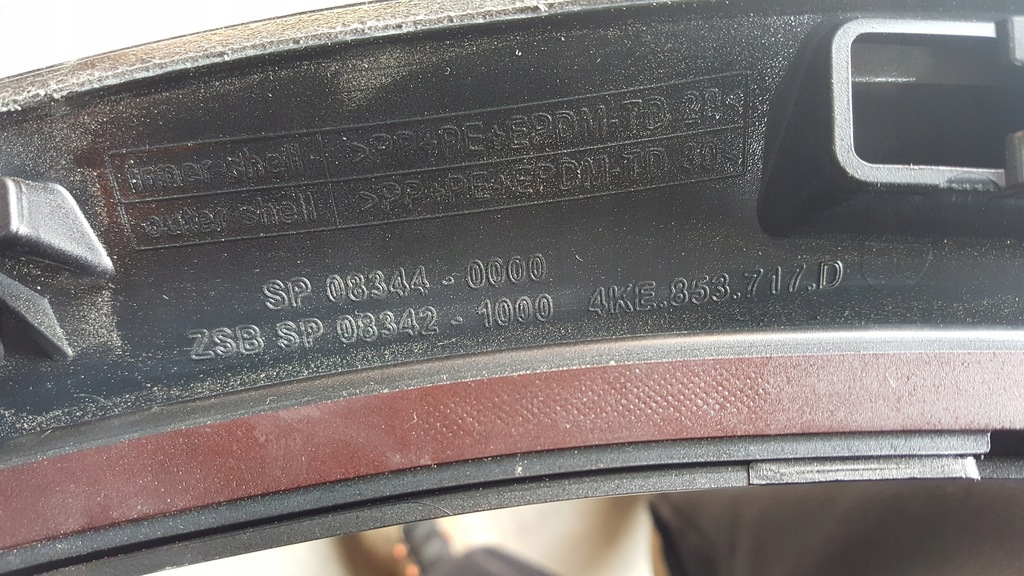 inner shell >PP+PE+EPDM-TD 28<
outer shell >PP+PE+EPDM-TD 30<
SP 08344-0000
ZSB SP 08342-1000 4KE.853.717.D